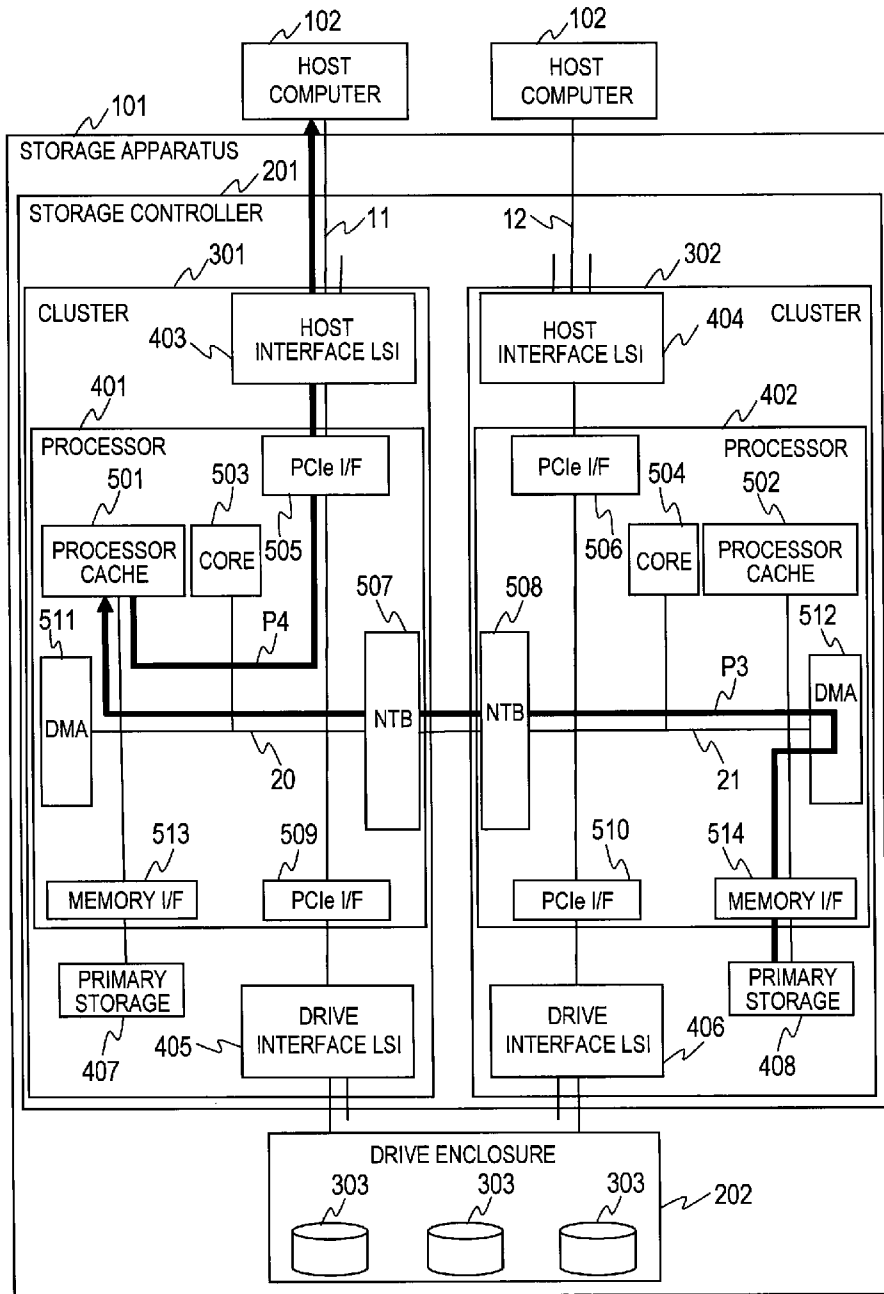 102
102
HOST
COMPUTER
HOST
COMPUTER
101
STORAGE APPARATUS
201
STORAGE CONTROLLER
11
12
301
302
CLUSTER
HOST
INTERFACE LSI
403
HOST
INTERFACE LSI
404
CLUSTER
401
402
PROCESSOR
PCIe I/F
505
PCIe I/F
506
PROCESSOR
501
503
504
502
PROCESSOR
CACHE
CORE
CORE
PROCESSOR
CACHE
507
508
511
P4
512
P3
DMA
NTB
NTB
DMA
20
21
513
509
510
514
MEMORY I/F
PCIe I/F
PCIe I/F
MEMORY I/F
PRIMARY
STORAGE
407
DRIVE
INTERFACE LSI
405
DRIVE
INTERFACE LSI
406
PRIMARY
STORAGE
408
DRIVE ENCLOSURE
303
303
303
202